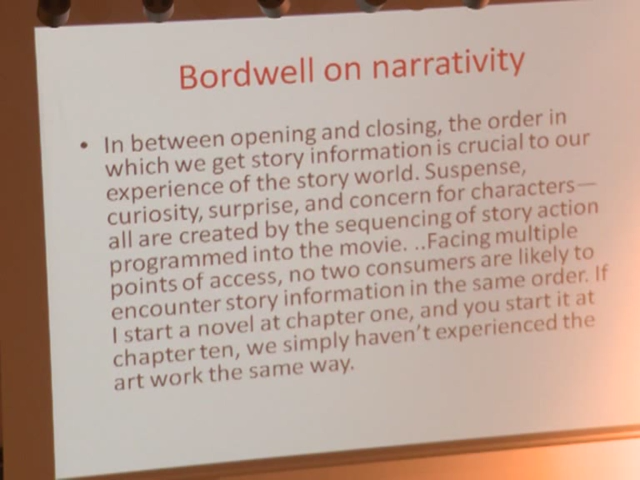 Bordwell on narrativity
• In between opening and closing, the order in
which we get story information is crucial to our
experience of the story world. Suspense,
curiosity, surprise, and concern for characters—
all are created by the sequencing of story action
programmed into the movie. ..Facing multiple
points of access, no two consumers are likely to
encounter story information in the same order. If
I start a novel at chapter one, and you start it at
chapter ten, we simply haven't experienced the
art work the same way.